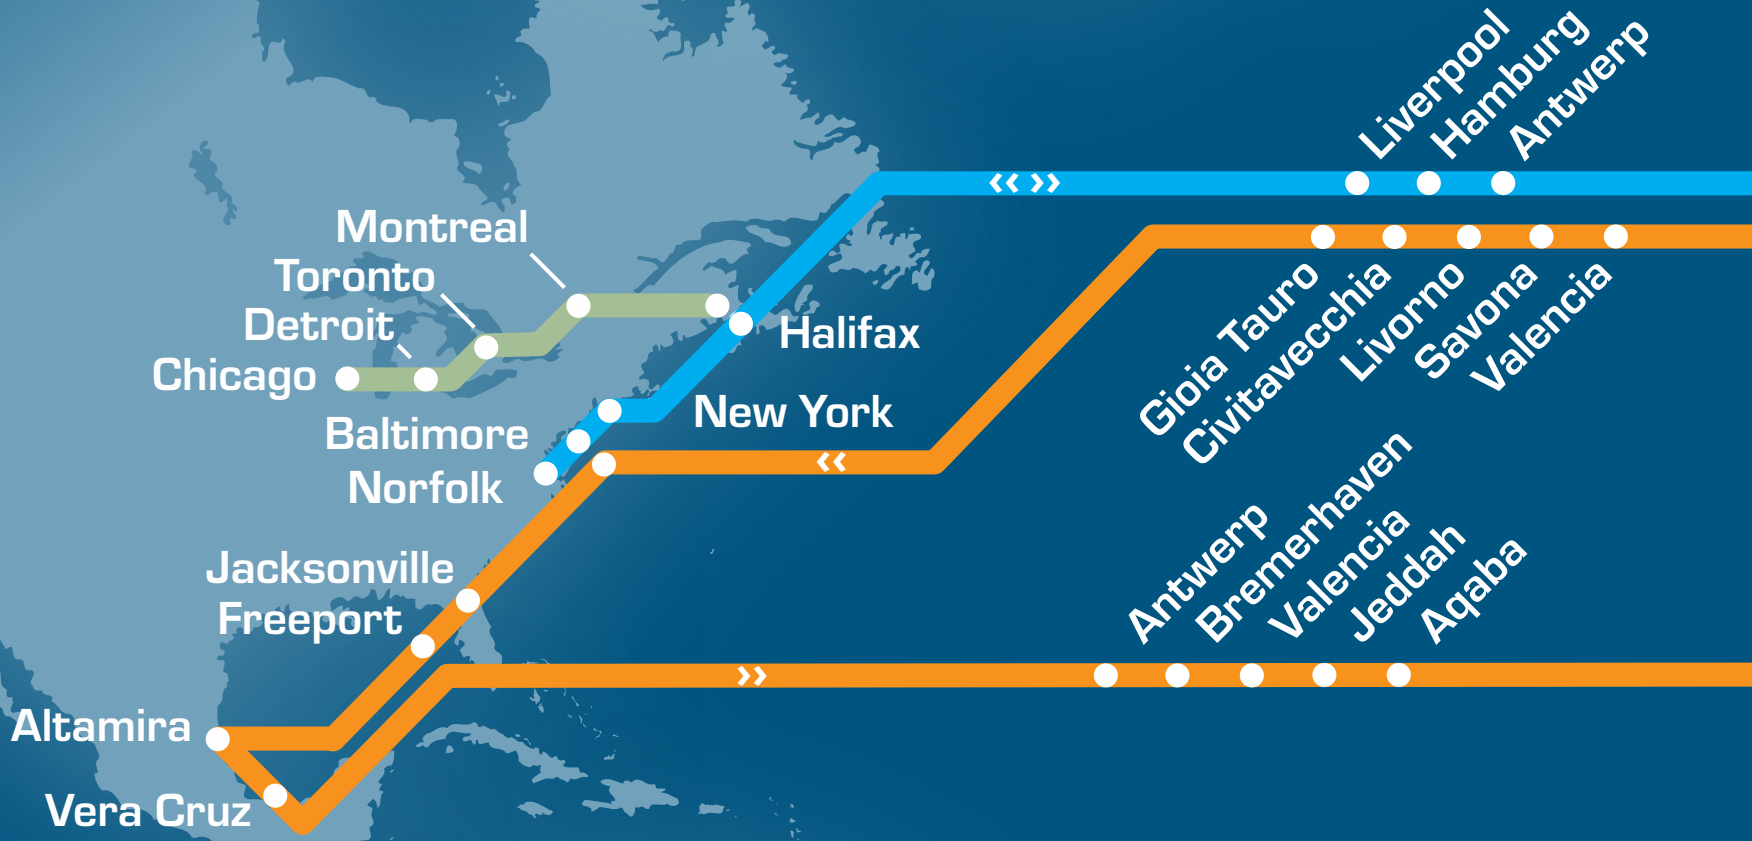 Liverpool
Hamburg
Antwerp
Montreal
Toronto
Detroit
Chicago
Halifax
Gioia Tauro
Civitavecchia
Livorno
Savona
Valencia
New York
Baltimore
Norfolk
Antwerp
Bremerhaven
Valencia
Jeddah
Aqaba
Jacksonville
Freeport
Altamira
Vera Cruz